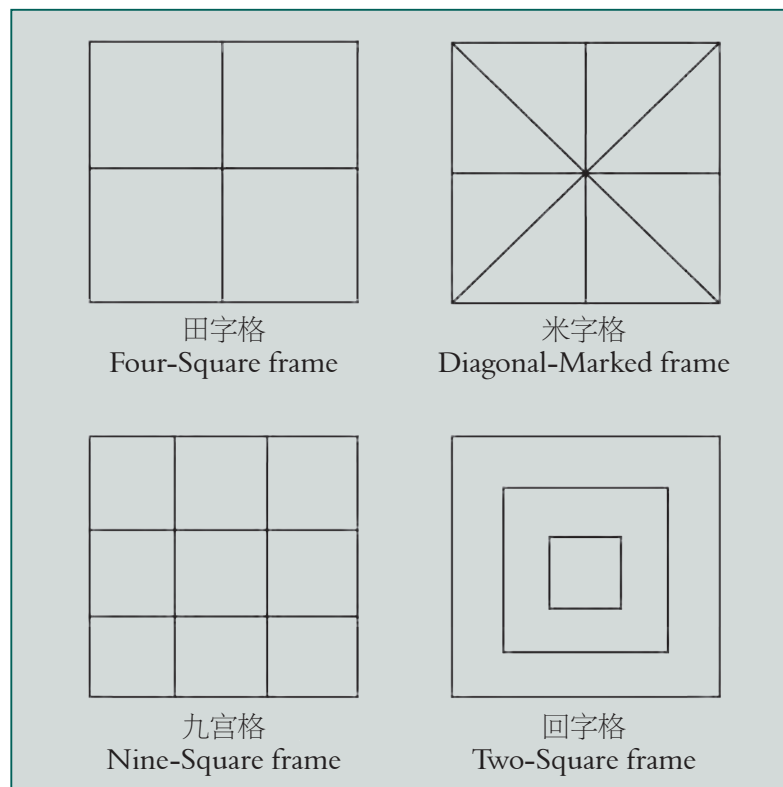 田字格
Four-Square frame
米字格
Diagonal-Marked frame
九宫格
Nine-Square frame
回字格
Two-Square frame